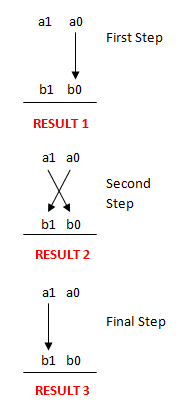 a1 a0
First Step
b1 b0
RESULT 1
a1 a0
Second
Step
b1 b0
RESULT 2
a1 a0
Final Step
b1 b0
RESULT 3